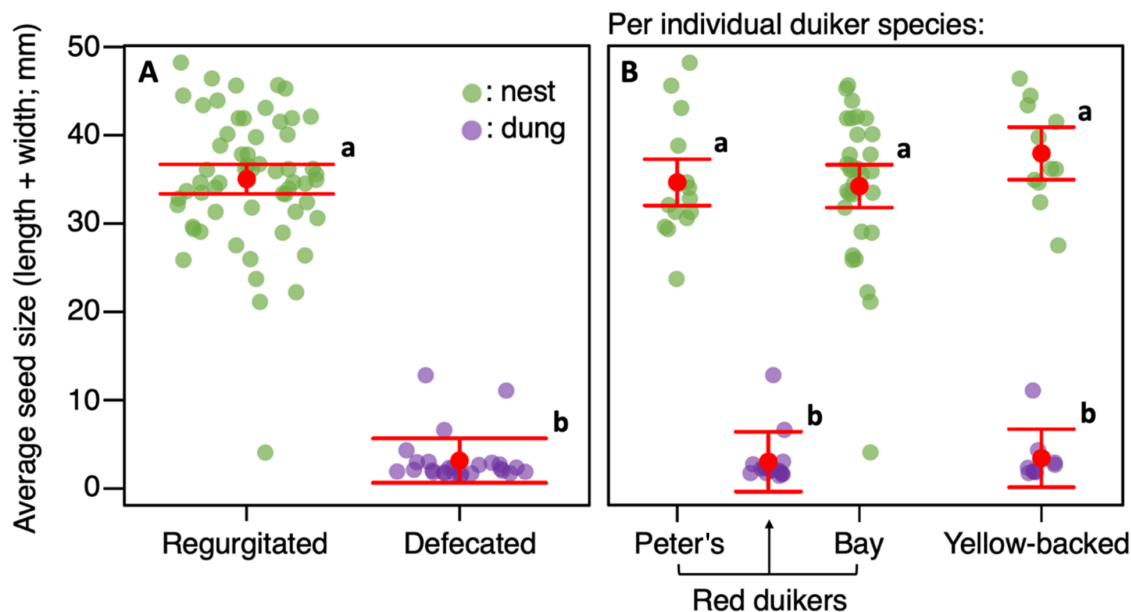 Per individual duiker species:
Average seed size (length + width; mm)
50
40
30
20
10
0
A
: nest
: dung
a
b
Regurgitated
Defecated
B
a
a
a
b
b
Peter's
Bay
Yellow-backed
Red duikers